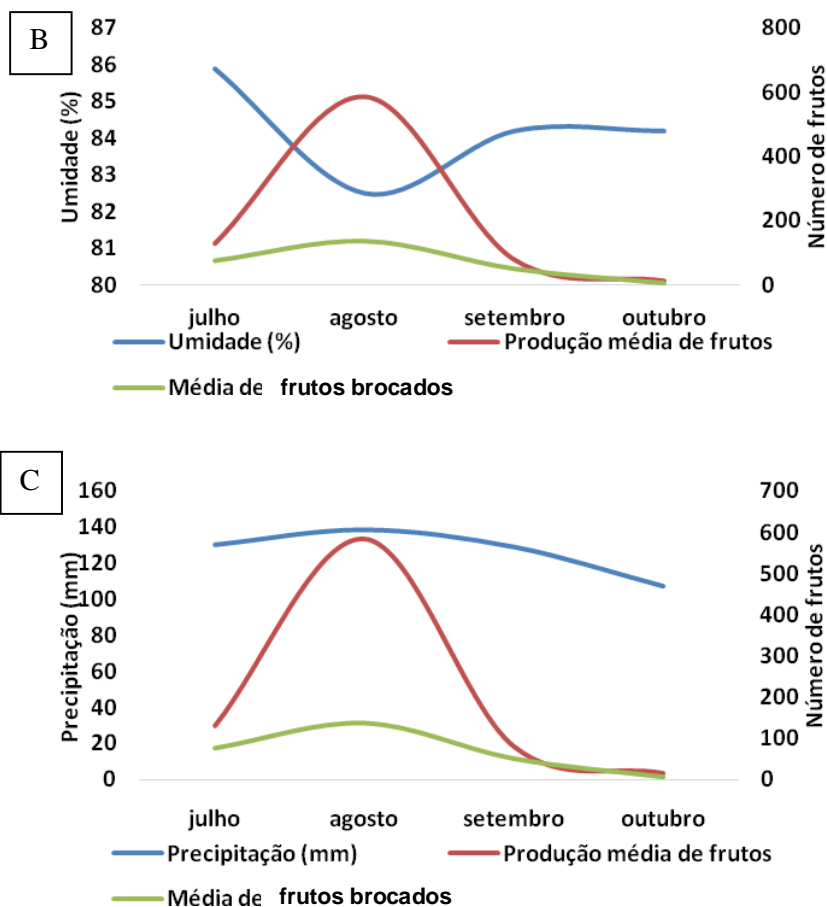 B
87
86
85
84
83
82
81
80
Umidade (%)
800
600
400
200
0
Número de frutos
julho agosto setembro outubro
Umidade (%) Produção média de frutos
Média de frutos brocados
C
160
140
120
100
80
60
40
20
0
Precipitação (mm)
700
600
500
400
300
200
100
0
Número de frutos
julho agosto setembro outubro
Precipitação (mm) Produção média de frutos
Média de frutos brocados